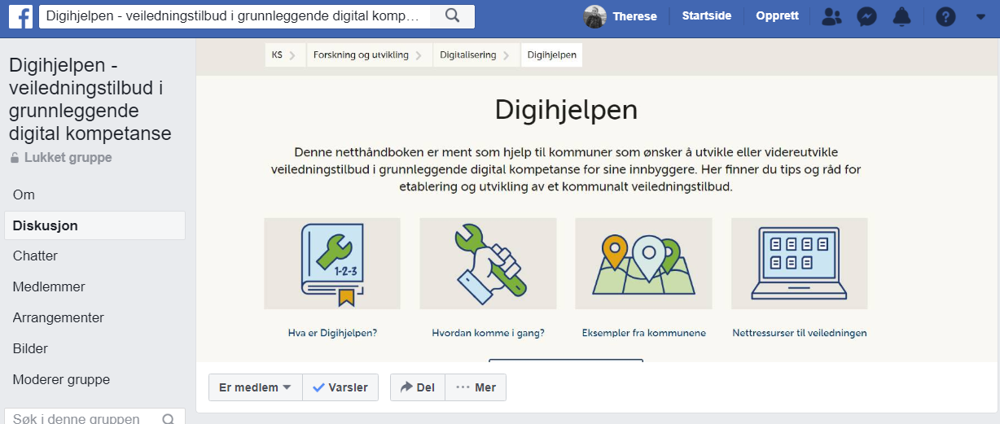 f
Digihjelpen - veiledningstilbud i grunnleggende digital komp…
Therese
Startside
Opprett
?
Digihjelpen -
veiledningstilbud i
grunnleggende
digital kompetanse
Lukket gruppe
Om
Diskusjon
Chatter
Medlemmer
Arrangementer
Bilder
Moderer gruppe
Søk i denne gruppen
KS
Forskning og utvikling
Digitalisering
Digihjelpen
Digihjelpen
Denne netthåndboken er ment som hjelp til kommuner som ønsker å utvikle eller videreutvikle
veiledningstilbud i grunnleggende digital kompetanse for sine innbyggere. Her finner du tips og råd for
etablering og utvikling av et kommunalt veiledningstilbud.
1-2-3
Hva er Digihjelpen?
Hvordan komme i gang?
Eksempler fra kommunene
Nettressurser til veiledningen
Er medlem
Varsler
Del
··· Mer